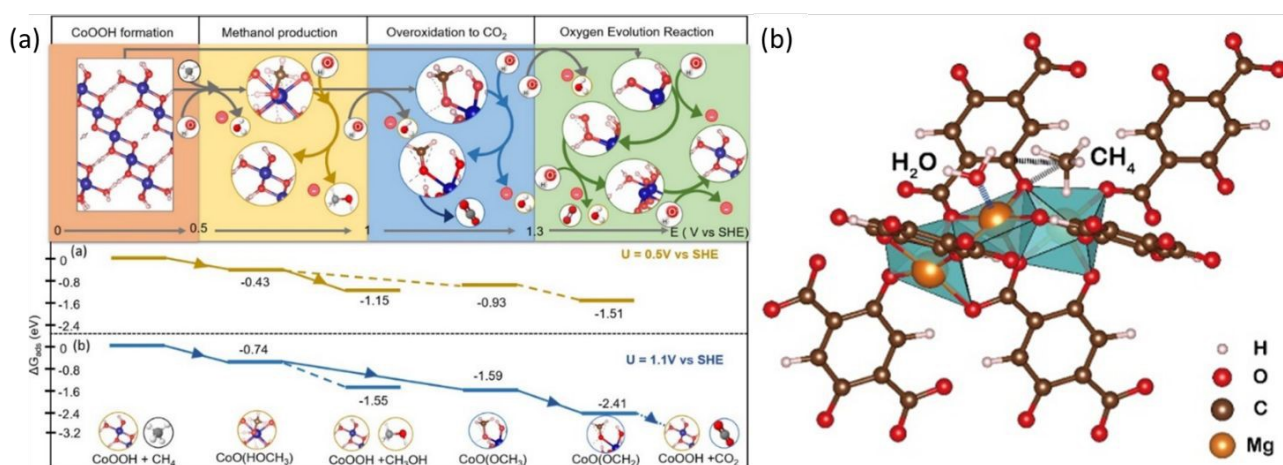 (a)
CoOOH formation
Methanol production
Overoxidation to CO₂
Oxygen Evolution Reaction
H
0
0.5
1
1.3
E ( V vs SHE)
(a)
U = 0.5V vs SHE
0
-0.8
-1.6
-2.4
-0.43
-1.15
-0.93
-1.51
ΔG_ads (eV)
(b)
U = 1.1V vs SHE
0
-0.8
-1.6
-2.4
-3.2
-0.74
-1.55
-1.59
-2.41
CoOOH + CH₄
CoO(HOCH₃)
CoOOH +CH₃OH
CoO(OCH₃)
CoO(OCH₂)
CoOOH +CO₂
(b)
H₂O
CH₄
H
O
C
Mg